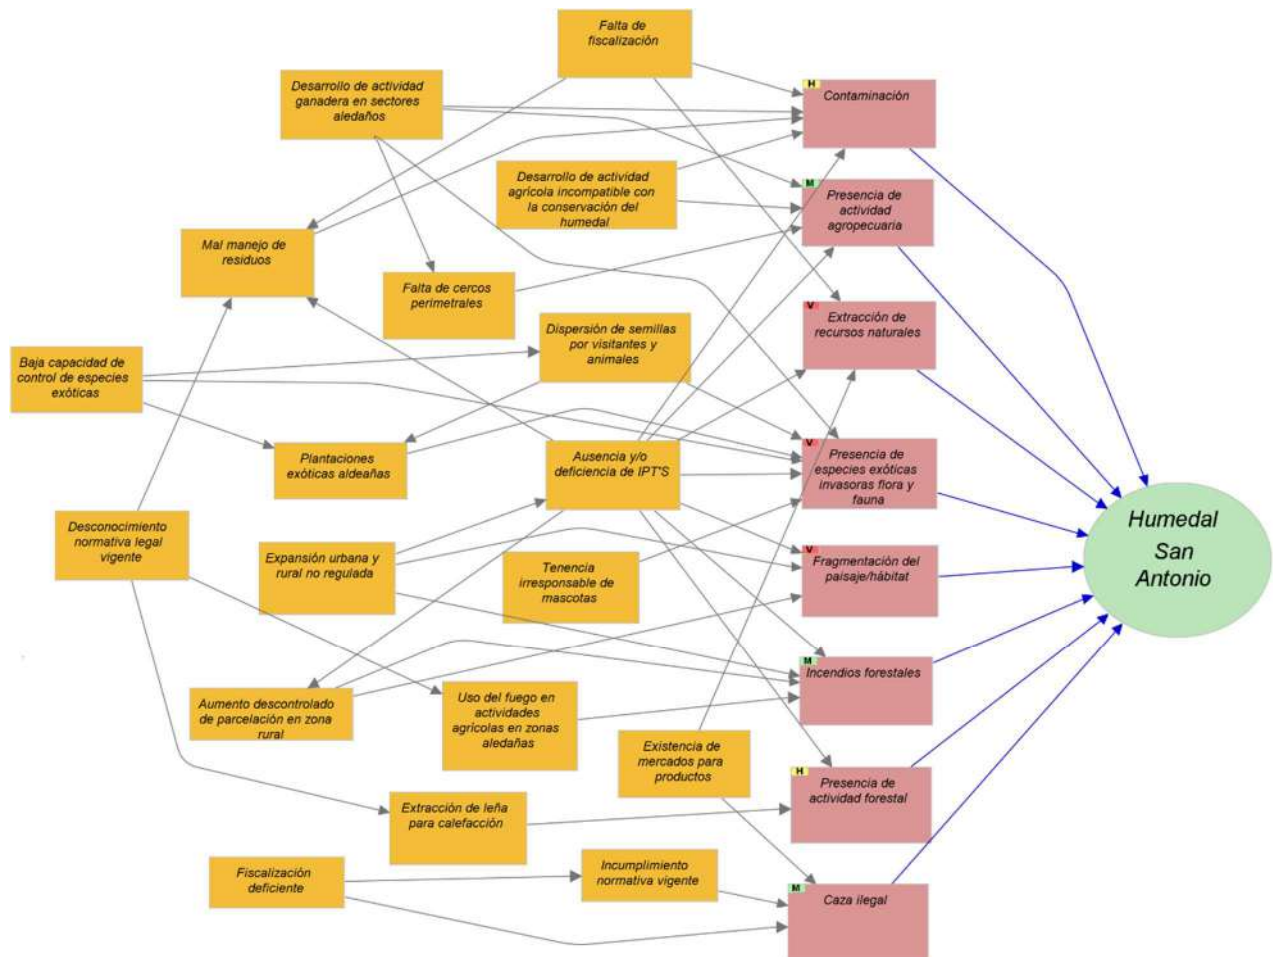 Falta de
fiscalización
Desarrollo de actividad
ganadera en sectores
aledaños
H
Contaminación
Desarrollo de actividad
agrícola incompatible con
la conservación del
humedal
M
Presencia de
actividad
agropecuaria
Mal manejo de
residuos
Falta de cercos
perimetrales
Dispersión de semillas
por visitantes y
animales
V
Extracción de
recursos naturales
Baja capacidad de
control de especies
exóticas
Plantaciones
exóticas aldeañas
Ausencia y/o
deficiencia de IPT'S
V
Presencia de
especies exóticas
invasoras flora y
fauna
Humedal
San
Antonio
Desconocimiento
normativa legal
vigente
Expansión urbana y
rural no regulada
Tenencia
irresponsable de
mascotas
V
Fragmentación del
paisaje/hábitat
M
Incendios forestales
Aumento descontrolado
de parcelación en zona
rural
Uso del fuego en
actividades
agrícolas en zonas
aledañas
Existencia de
mercados para
productos
H
Presencia de
actividad forestal
Extracción de leña
para calefacción
Fiscalización
deficiente
Incumplimiento
normativa vigente
M
Caza ilegal